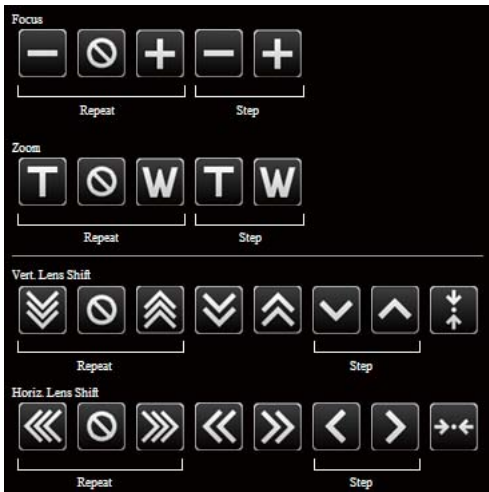 Focus
Repeat Step
Zoom
T W T W
Repeat Step
Vert. Lens Shift
Repeat Step
Horiz. Lens Shift
Repeat Step